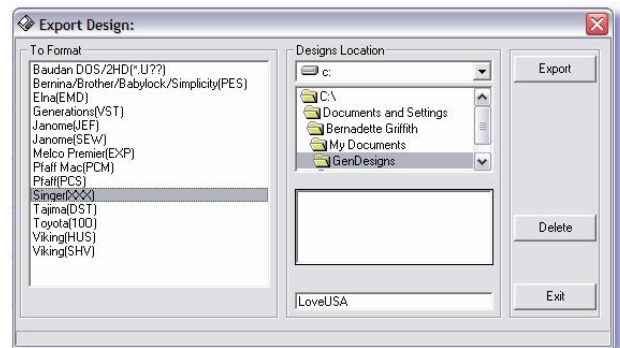 Export Design:
To Format
Baudan DOS/2HD(*.U??)
Bernina/Brother/Babylock/Simplicity(PES)
Elna(EMD)
Generations(VST)
Janome(JEF)
Janome(SEW)
Melco Premier(EXP)
Pfaff Mac(PCM)
Pfaff(PCS)
Singer(XXX)
Tajima(DST)
Toyota(100)
Viking(HUS)
Viking(SHV)
Designs Location
c:
C:\
Documents and Settings
Bernadette Griffith
My Documents
GenDesigns
LoveUSA
Export
Delete
Exit